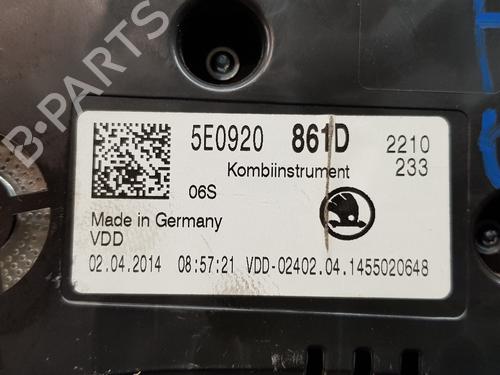 5E0920 861D 2210
Kombiinstrument 233
06S
Made in Germany
VDD
02.04.2014 08:57:21 VDD-02402.04.1455020648
B-PARTS